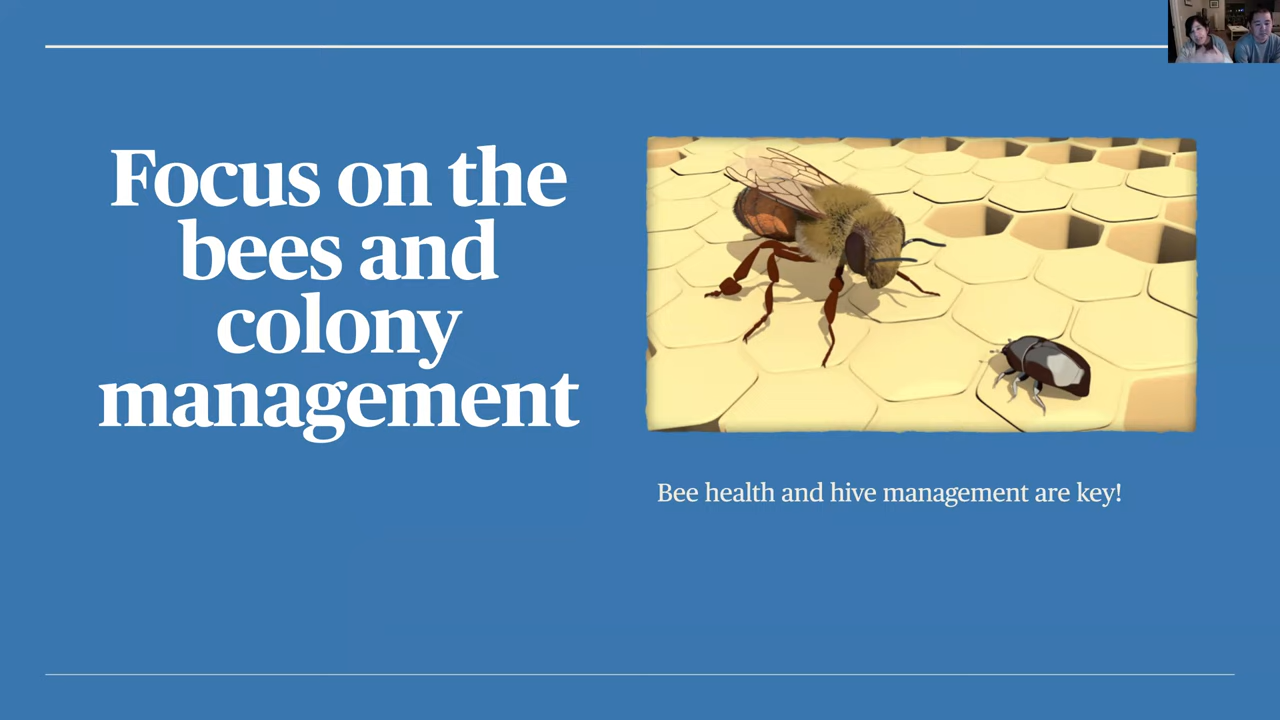 Focus on the
bees and
colony
management
Bee health and hive management are key!